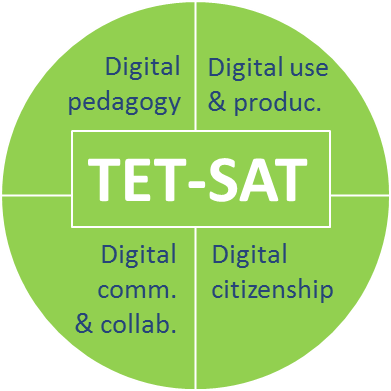 Digital
pedagogy
Digital use
& produc.
TET-SAT
Digital
comm.
& collab.
Digital
citizenship